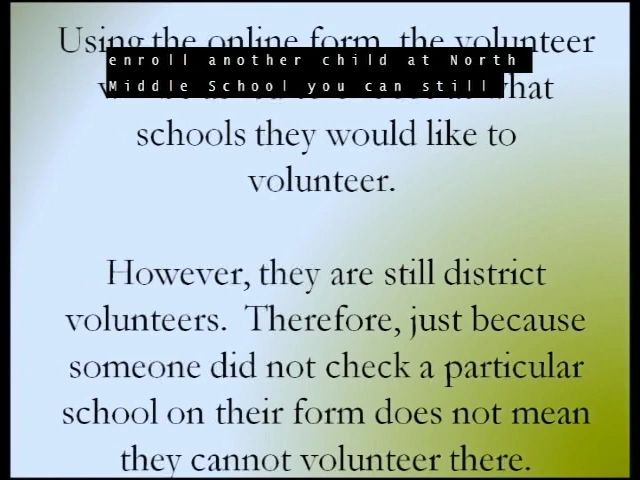 Using the online form, the volunteer
enroll another child at North
Middle School you can still
what
schools they would like to
volunteer.
However, they are still district
volunteers. Therefore, just because
someone did not check a particular
school on their form does not mean
they cannot volunteer there.